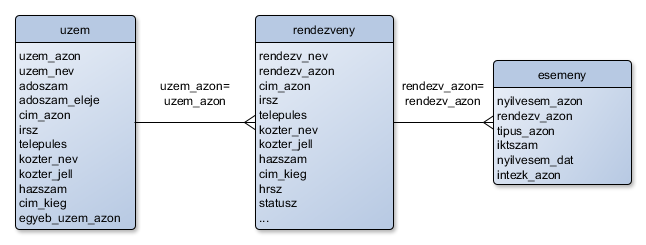 uzem
uzem_azon
uzem_nev
adoszam
adoszam_eleje
cim_azon
irsz
telepules
kozter_nev
kozter_jell
hazszam
cim_kieg
egyeb_uzem_azon
uzem_azon=
uzem_azon
rendezveny
rendezv_nev
rendezv_azon
cim_azon
irsz
telepules
kozter_nev
kozter_jell
hazszam
cim_kieg
hrsz
statusz
...
rendezv_azon=
rendezv_azon
esemeny
nyilvesem_azon
rendezv_azon
tipus_azon
iktszam
nyilvesem_dat
intezk_azon